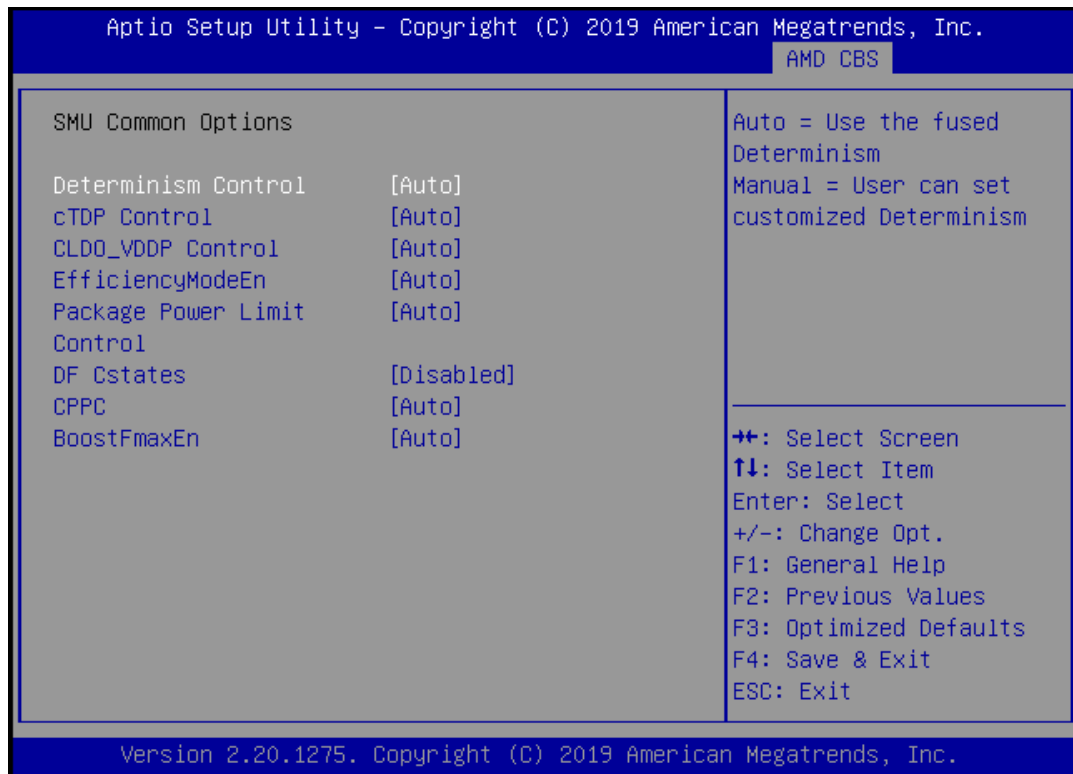 Aptio Setup Utility – Copyright (C) 2019 American Megatrends, Inc.
AMD CBS
SMU Common Options
Determinism Control [Auto]
cTDP Control [Auto]
CLDO_VDDP Control [Auto]
EfficiencyModeEn [Auto]
Package Power Limit [Auto]
Control
DF Cstates [Disabled]
CPPC [Auto]
BoostFmaxEn [Auto]
Auto = Use the fused
Determinism
Manual = User can set
customized Determinism
→←: Select Screen
↑↓: Select Item
Enter: Select
+/-: Change Opt.
F1: General Help
F2: Previous Values
F3: Optimized Defaults
F4: Save & Exit
ESC: Exit
Version 2.20.1275. Copyright (C) 2019 American Megatrends, Inc.